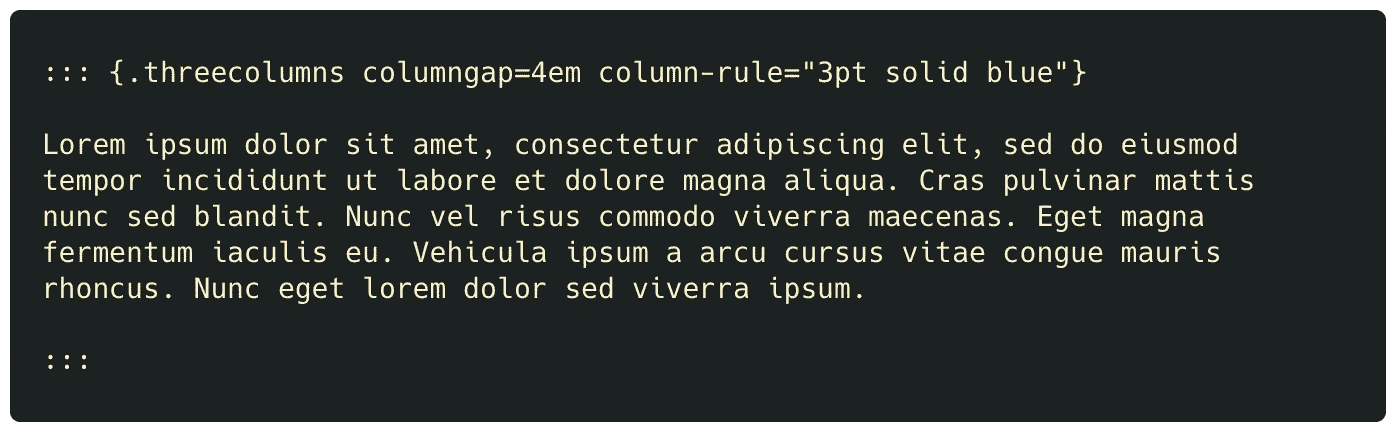 ::: {.threecolumns columngap=4em column-rule="3pt solid blue"}
Lorem ipsum dolor sit amet, consectetur adipiscing elit, sed do eiusmod
tempor incididunt ut labore et dolore magna aliqua. Cras pulvinar mattis
nunc sed blandit. Nunc vel risus commodo viverra maecenas. Eget magna
fermentum iaculis eu. Vehicula ipsum a arcu cursus vitae congue mauris
rhoncus. Nunc eget lorem dolor sed viverra ipsum.
:::